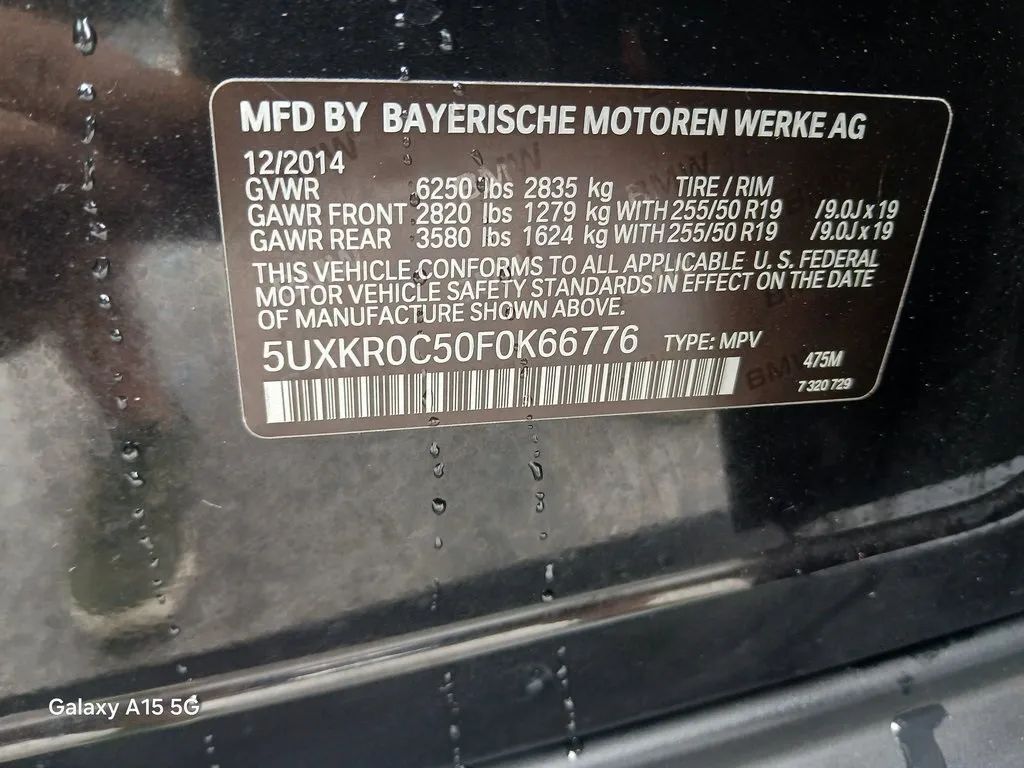 MFD BY BAYERISCHE MOTOREN WERKE AG
12/2014
GVWR 6250 lbs 2835 kg TIRE / RIM
GAWR FRONT 2820 lbs 1279 kg WITH 255/50 R19 /9.0J x 19
GAWR REAR 3580 lbs 1624 kg WITH 255/50 R19 /9.0J x 19
THIS VEHICLE CONFORMS TO ALL APPLICABLE U. S. FEDERAL
MOTOR VEHICLE SAFETY STANDARDS IN EFFECT ON THE DATE
OF MANUFACTURE SHOWN ABOVE.
5UXKR0C50F0K66776 TYPE: MPV
475M
7 320 729
BMW
BMW
BMW
Galaxy A15 5G